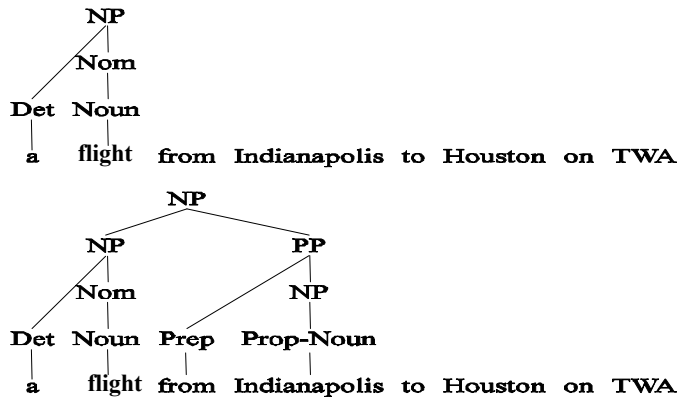 NP
Nom
Det Noun
a flight from Indianapolis to Houston on TWA
NP
NP PP
Nom NP
Det Noun Prep Prop-Noun
a flight from Indianapolis to Houston on TWA